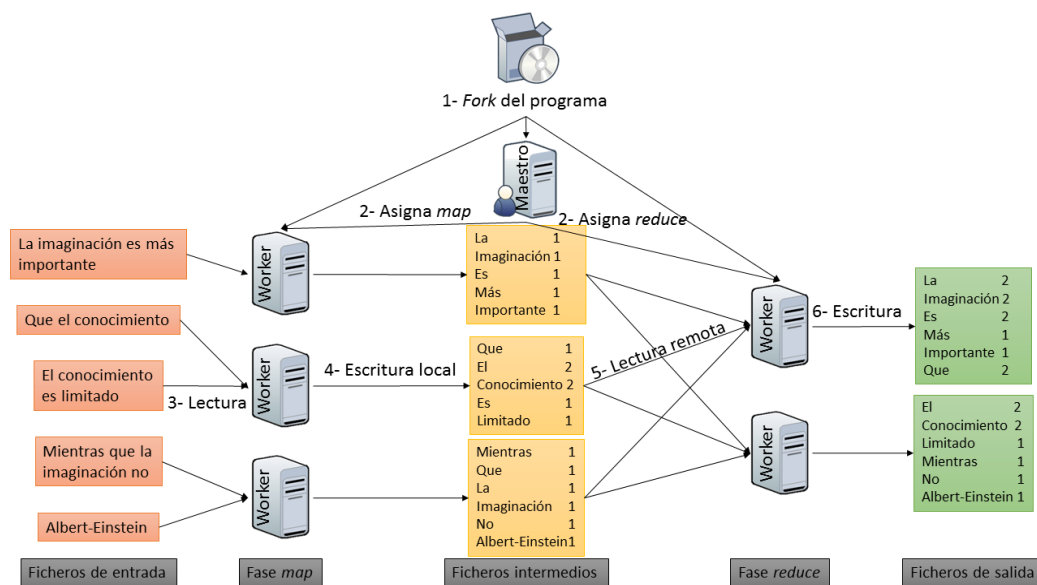 1- Fork del programa
Maestro
2- Asigna map
2- Asigna reduce
La imaginación es más
importante
Que el conocimiento
El conocimiento
es limitado
Mientras que la
imaginación no
Albert-Einstein
3- Lectura
Worker
Worker
Worker
4- Escritura local
La 1
Imaginación 1
Es 1
Más 1
Importante 1
Que 1
El 2
Conocimiento 2
Es 1
Limitado 1
Mientras 1
Que 1
La 1
Imaginación 1
No 1
Albert-Einstein 1
5- Lectura remota
Worker
Worker
6- Escritura
La 2
Imaginación 2
Es 2
Más 1
Importante 1
Que 2
El 2
Conocimiento 2
Limitado 1
Mientras 1
No 1
Albert-Einstein 1
Ficheros de entrada
Fase map
Ficheros intermedios
Fase reduce
Ficheros de salida